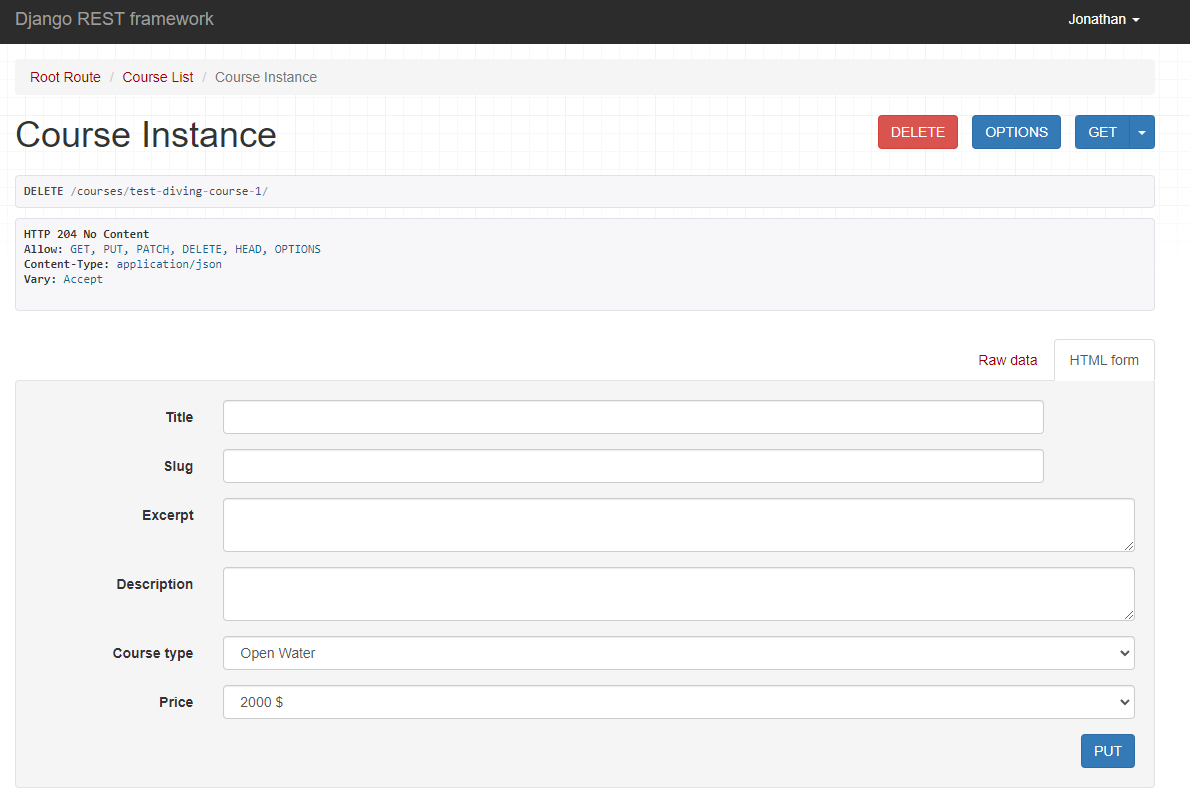 Django REST framework
Jonathan
Root Route / Course List / Course Instance
Course Instance
DELETE
OPTIONS
GET
DELETE /courses/test-diving-course-1/
HTTP 204 No Content
Allow: GET, PUT, PATCH, DELETE, HEAD, OPTIONS
Content-Type: application/json
Vary: Accept
Raw data
HTML form
Title
Slug
Excerpt
Description
Course type
Open Water
Price
2000 $
PUT